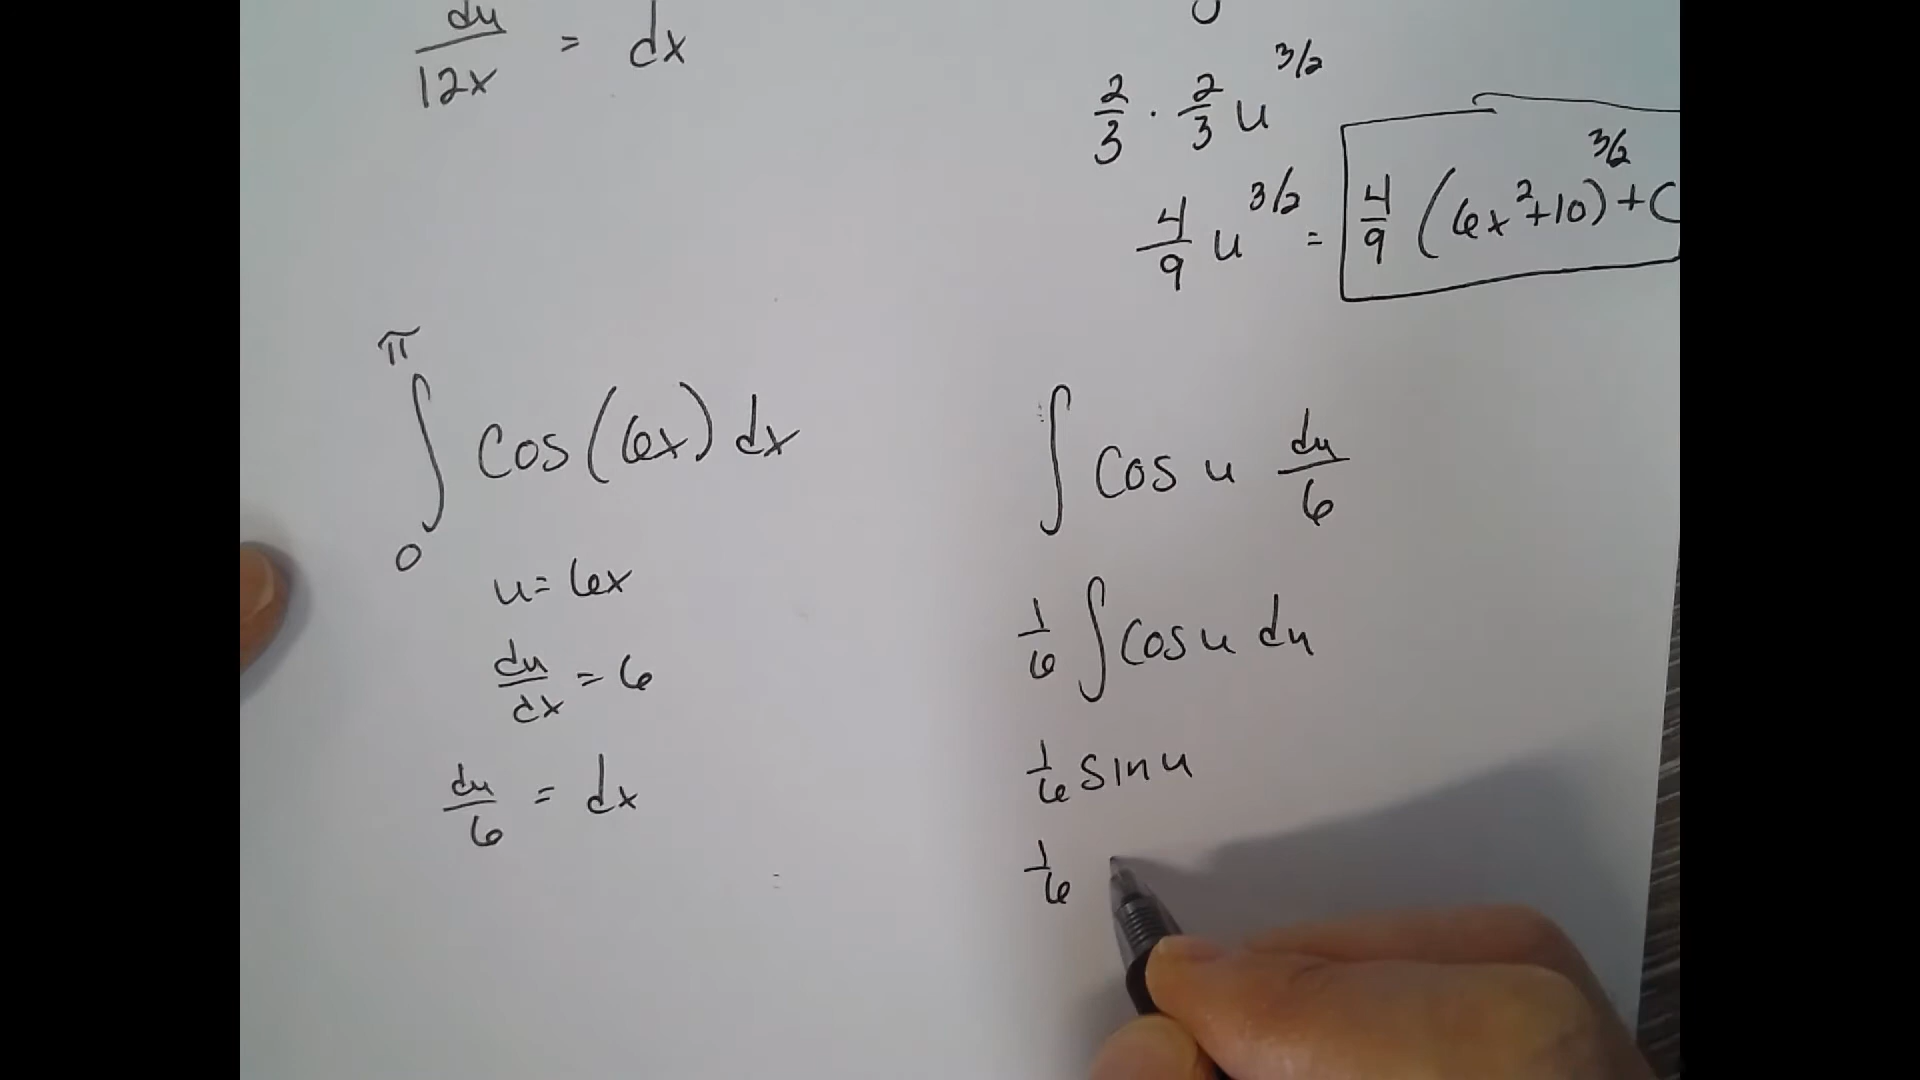 du/12x = dx
2/3 · 2/3 u^3/2
4/9 u^3/2 = 4/9 (6x^2+10)^3/2 + C
∫_0^π cos(6x) dx
u = 6x
du/dx = 6
du/6 = dx
∫ cos u du/6
1/6 ∫ cos u du
1/6 sin u
1/6